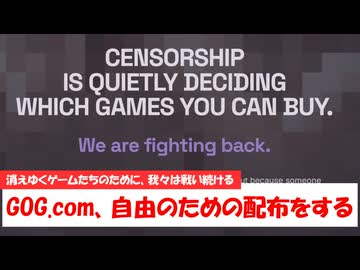 CENSORSHIP
IS QUIETLY DECIDING
WHICH GAMES YOU CAN BUY.
We are fighting back.
but because someone
消えゆくゲームたちのために、我々は戦い続ける
GOG.com、自由のための配布をする